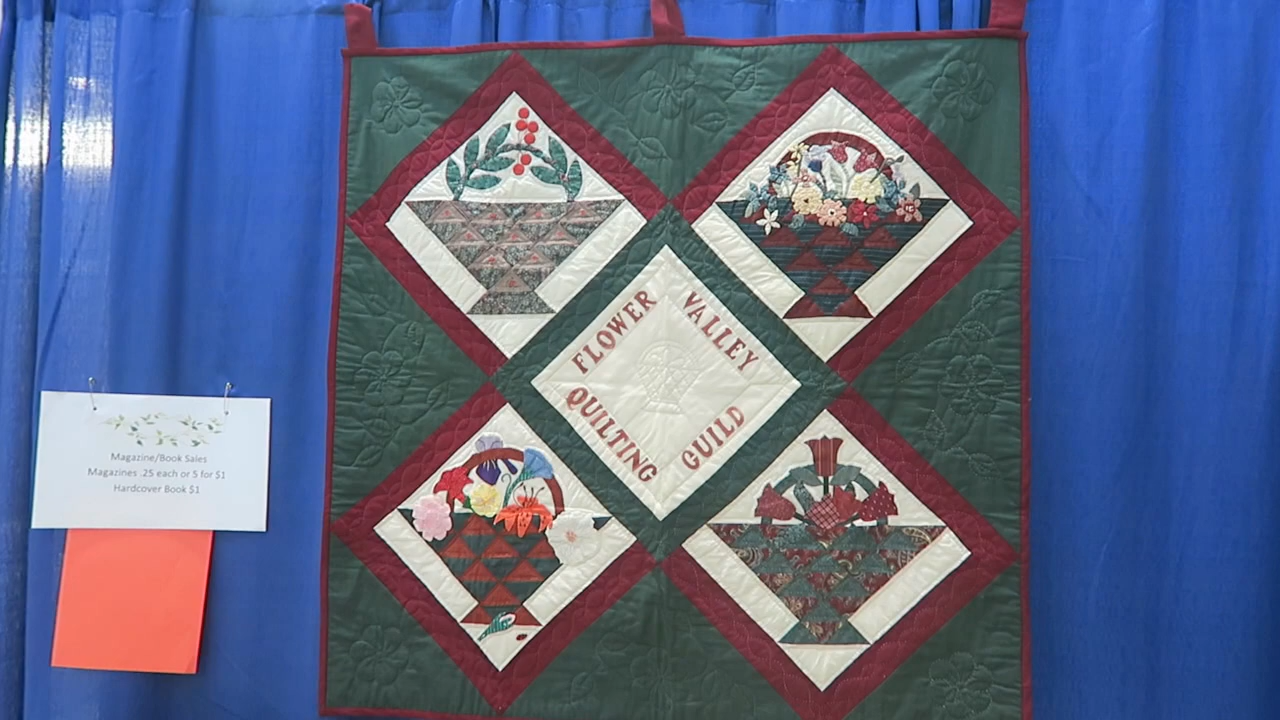 FLOWER VALLEY
QUILTING GUILD
Magazine/Book Sales
Magazines .25 each or 5 for $1
Hardcover Book $1